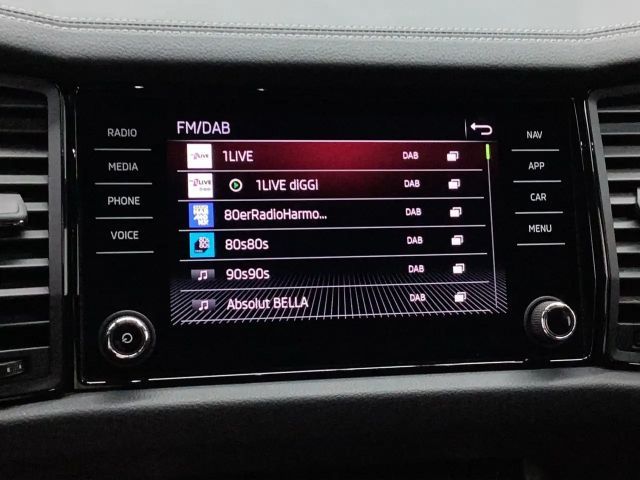 RADIO
MEDIA
PHONE
VOICE
FM/DAB
1LIVE DAB
1LIVE diGGi DAB
80erRadioHarmo... DAB
80s80s DAB
90s90s DAB
Absolut BELLA DAB
NAV
APP
CAR
MENU